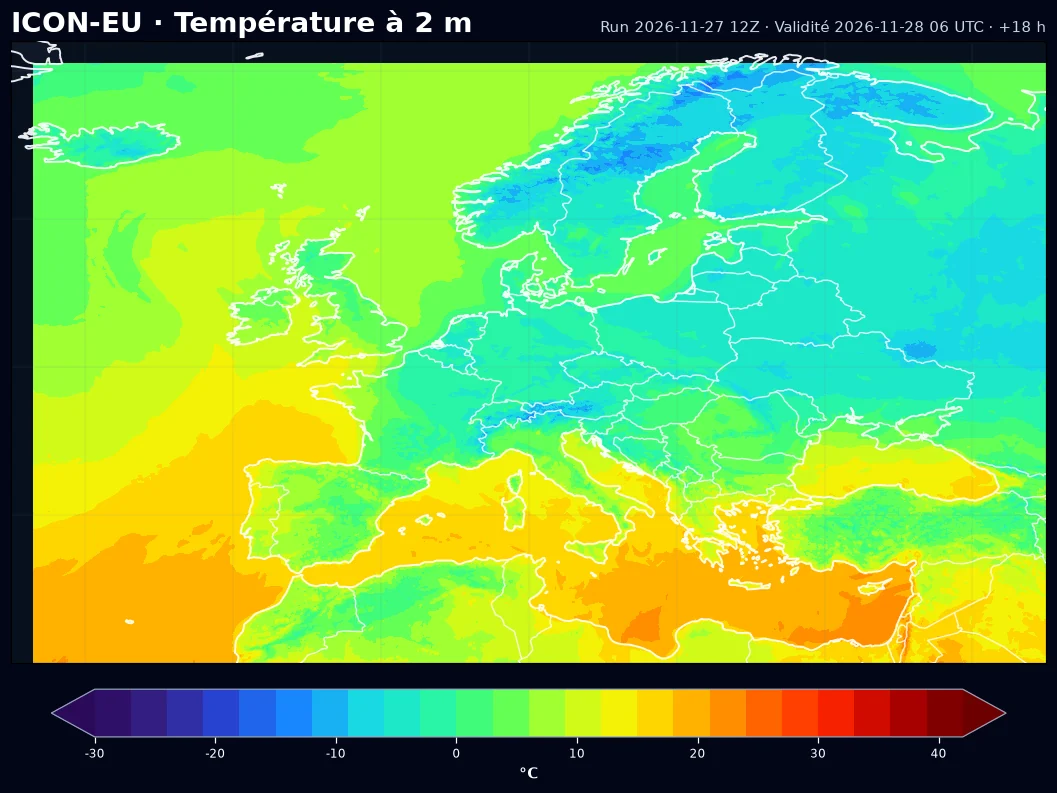 ICON-EU · Température à 2 m
Run 2026-11-27 12Z · Validité 2026-11-28 06 UTC · +18 h
-30 -20 -10 0 10 20 30 40
°C